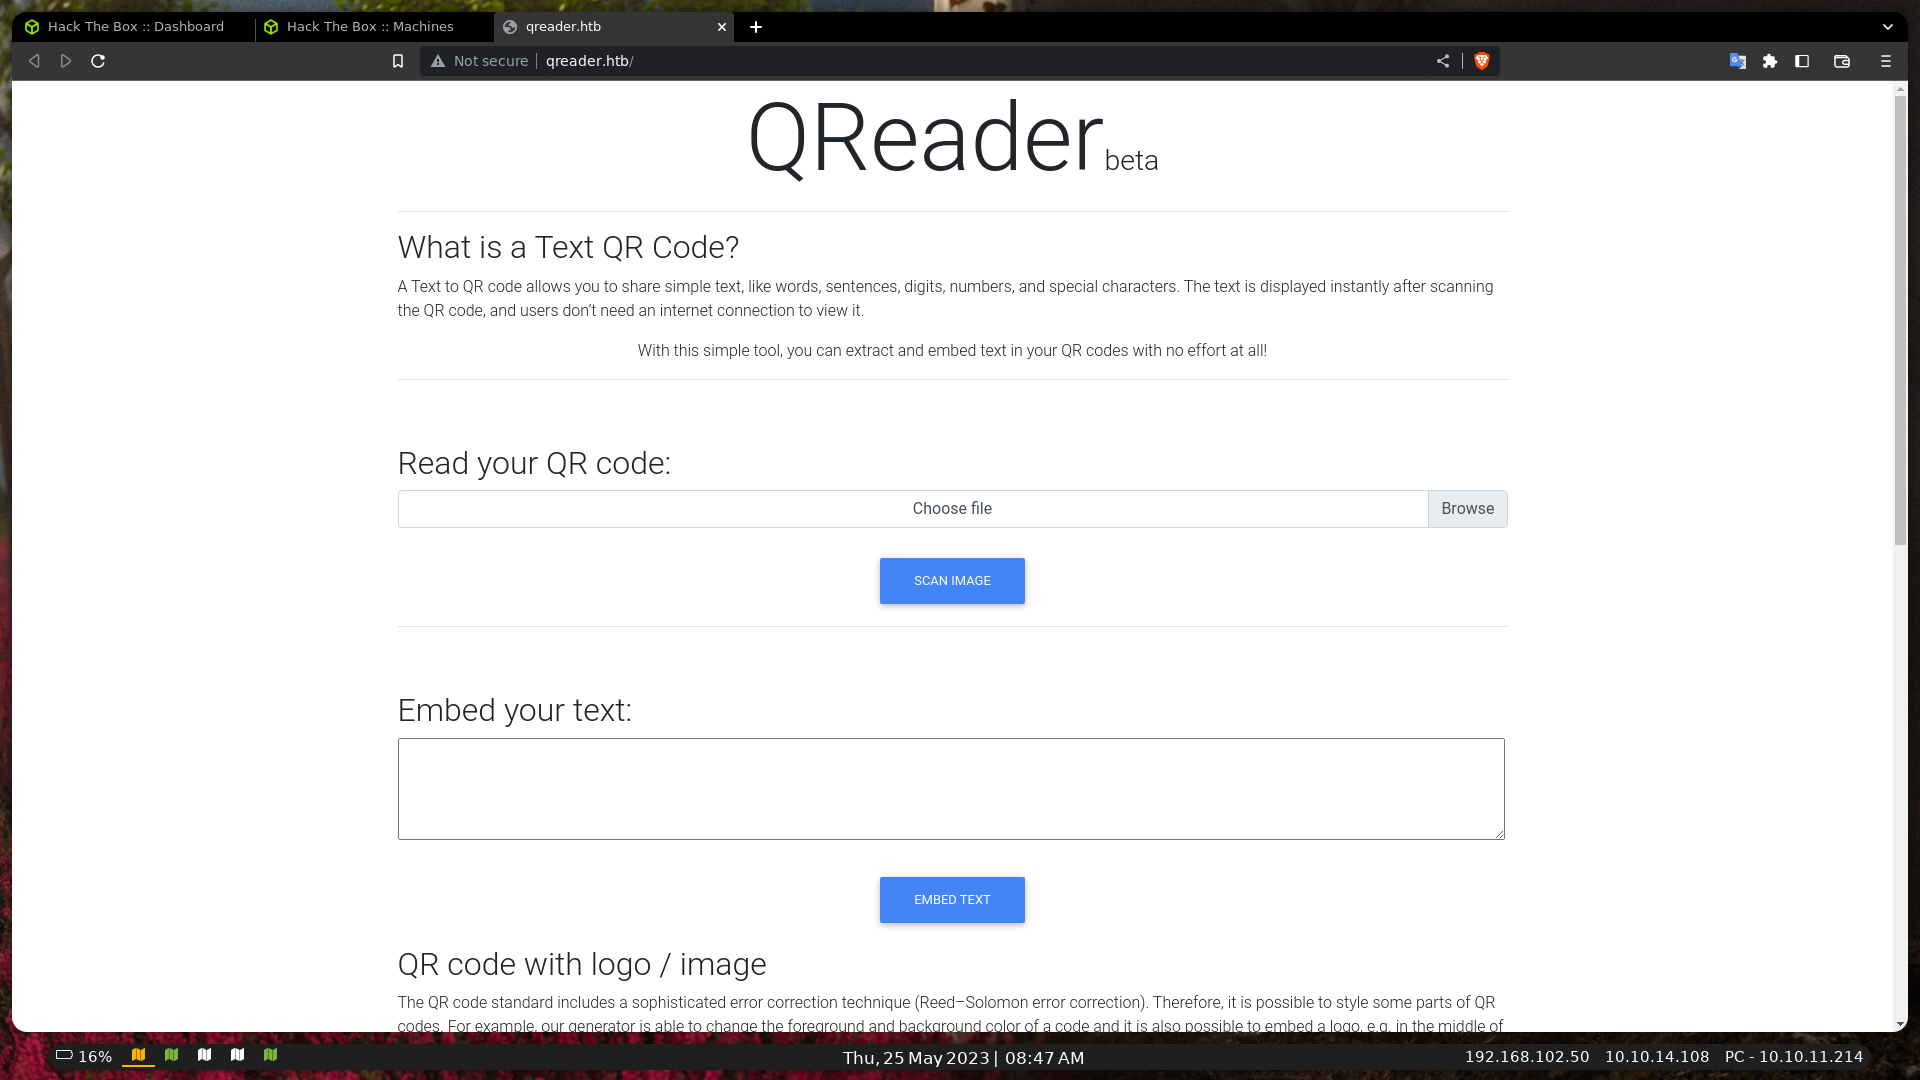 Hack The Box :: Dashboard
Hack The Box :: Machines
qreader.htb
Not secure
qreader.htb/
QReader beta
What is a Text QR Code?
A Text to QR code allows you to share simple text, like words, sentences, digits, numbers, and special characters. The text is displayed instantly after scanning
the QR code, and users don’t need an internet connection to view it.
With this simple tool, you can extract and embed text in your QR codes with no effort at all!
Read your QR code:
Choose file
Browse
SCAN IMAGE
Embed your text:
EMBED TEXT
QR code with logo / image
The QR code standard includes a sophisticated error correction technique (Reed–Solomon error correction). Therefore, it is possible to style some parts of QR
codes. For example, our generator is able to change the foreground and background color of a code and it is also possible to embed a logo, e.g. in the middle of
16%
Thu, 25 May 2023 | 08:47 AM
192.168.102.50
10.10.14.108
PC - 10.10.11.214